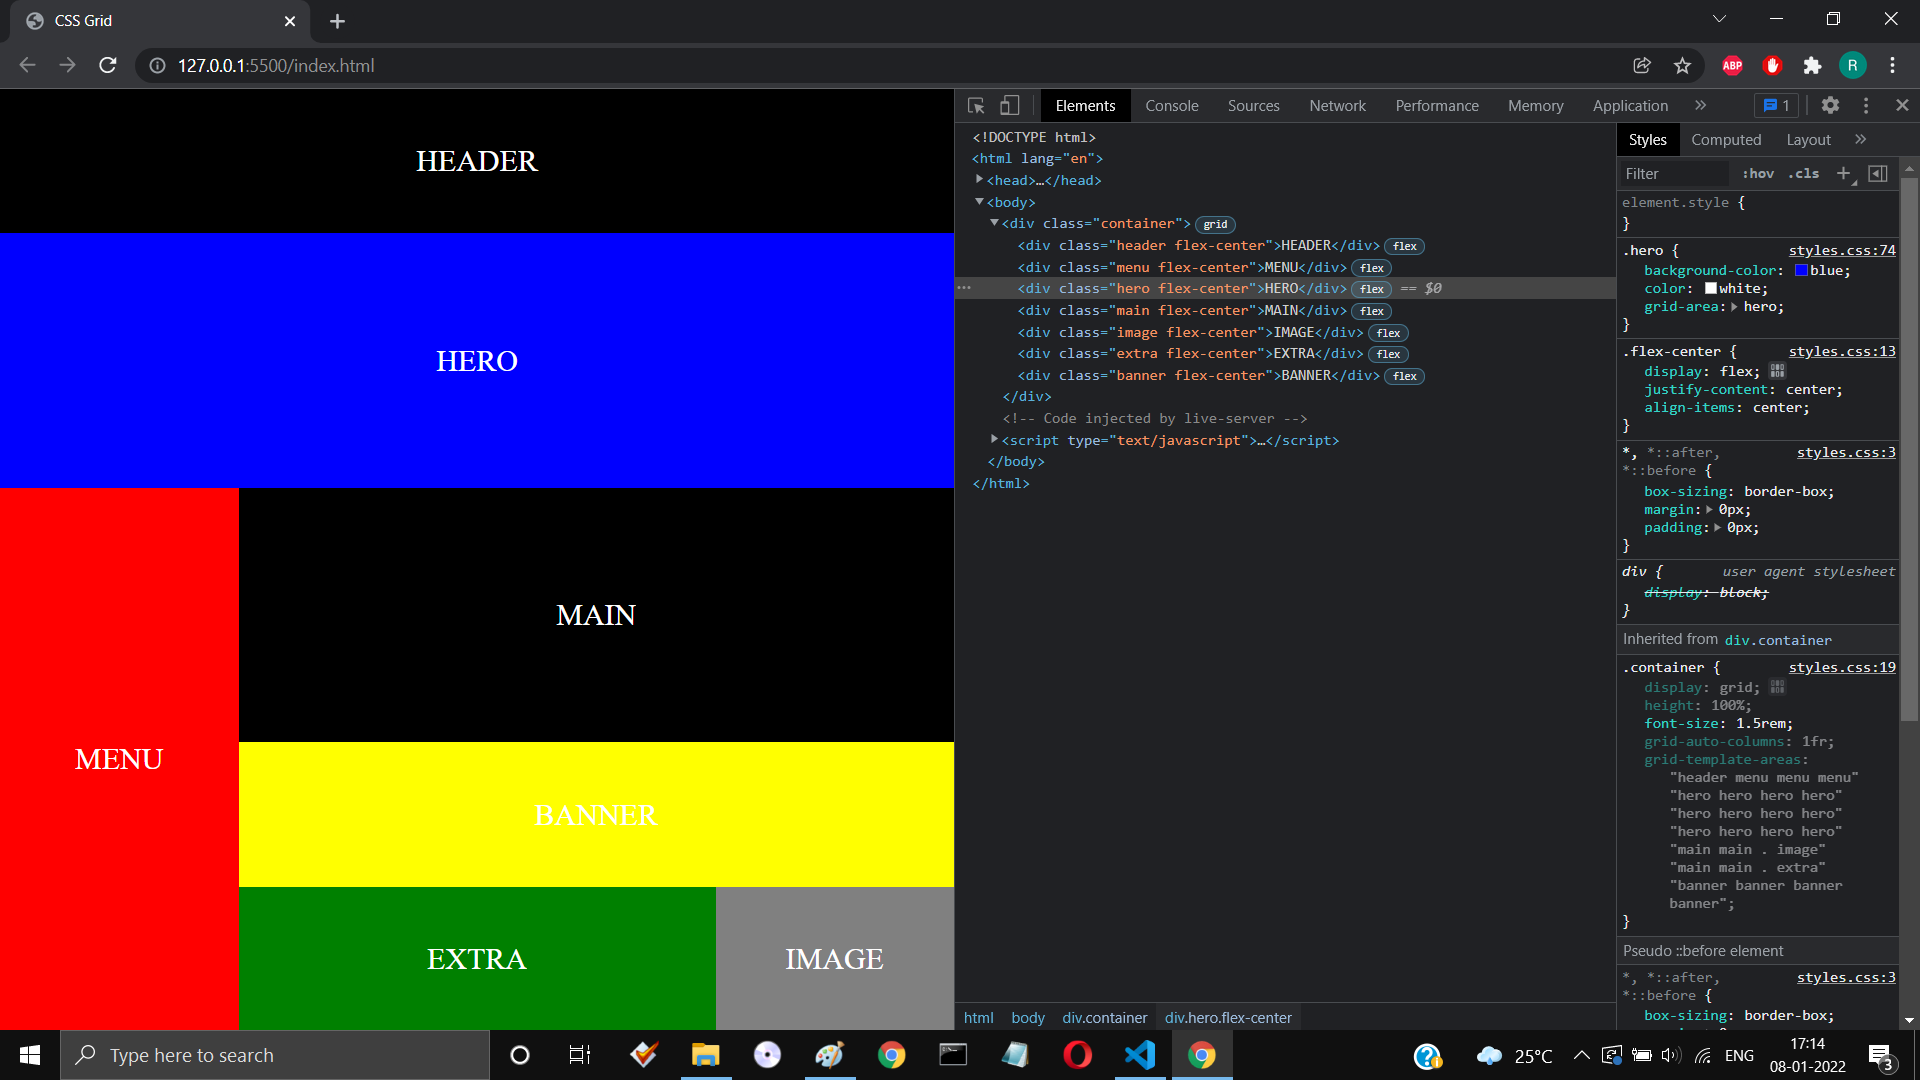 CSS Grid
127.0.0.1:5500/index.html
ABP
R
HEADER
HERO
MENU
MAIN
BANNER
EXTRA
IMAGE
Elements Console Sources Network Performance Memory Application » 1
<!DOCTYPE html>
<html lang="en">
<head>…</head>
<body>
<div class="container"> grid
<div class="header flex-center">HEADER</div> flex
<div class="menu flex-center">MENU</div> flex
··· <div class="hero flex-center">HERO</div> flex == $0
<div class="main flex-center">MAIN</div> flex
<div class="image flex-center">IMAGE</div> flex
<div class="extra flex-center">EXTRA</div> flex
<div class="banner flex-center">BANNER</div> flex
</div>
<!-- Code injected by live-server -->
<script type="text/javascript">…</script>
</body>
</html>
html body div.container div.hero.flex-center
Styles Computed Layout »
Filter :hov .cls +
element.style {
}
.hero { styles.css:74
background-color: blue;
color: white;
grid-area: hero;
}
.flex-center { styles.css:13
display: flex;
justify-content: center;
align-items: center;
}
*, *::after, styles.css:3
*::before {
box-sizing: border-box;
margin: 0px;
padding: 0px;
}
div { user agent stylesheet
display: block;
}
Inherited from div.container
.container { styles.css:19
display: grid;
height: 100%;
font-size: 1.5rem;
grid-auto-columns: 1fr;
grid-template-areas:
"header menu menu menu"
"hero hero hero hero"
"hero hero hero hero"
"hero hero hero hero"
"main main . image"
"main main . extra"
"banner banner banner
banner";
}
Pseudo ::before element
*, *::after, styles.css:3
*::before {
box-sizing: border-box;
Type here to search
25°C
ENG
17:14
08-01-2022
3